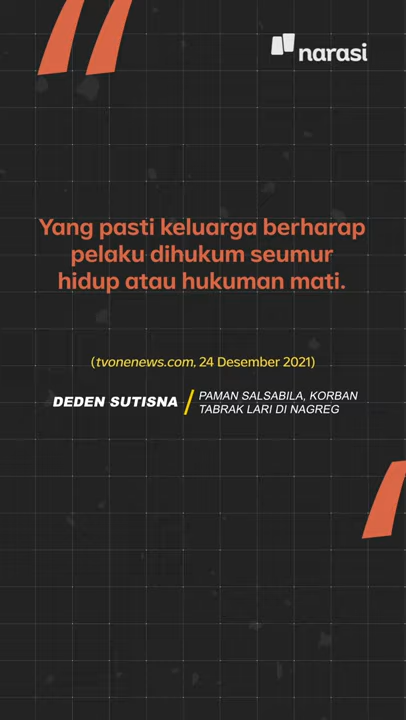 narasi
Yang pasti keluarga berharap
pelaku dihukum seumur
hidup atau hukuman mati.
(tvonenews.com, 24 Desember 2021)
DEDEN SUTISNA
PAMAN SALSABILA, KORBAN
TABRAK LARI DI NAGREG